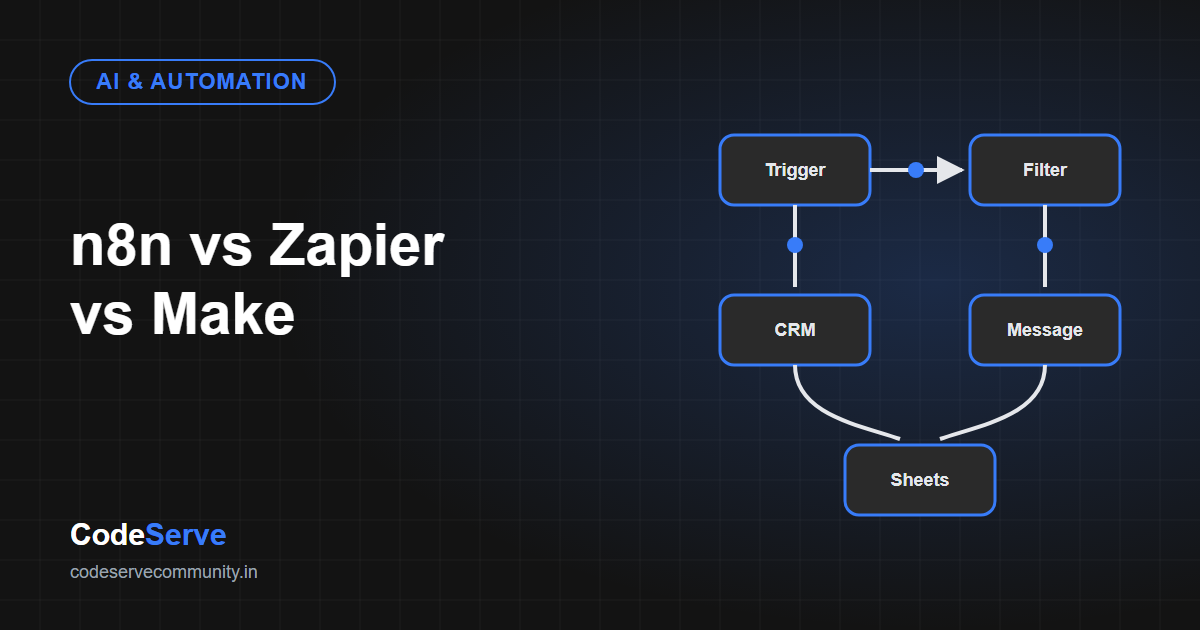 AI & AUTOMATION
n8n vs Zapier
vs Make
Trigger
Filter
CRM
Message
Sheets
CodeServe
codeservecommunity.in